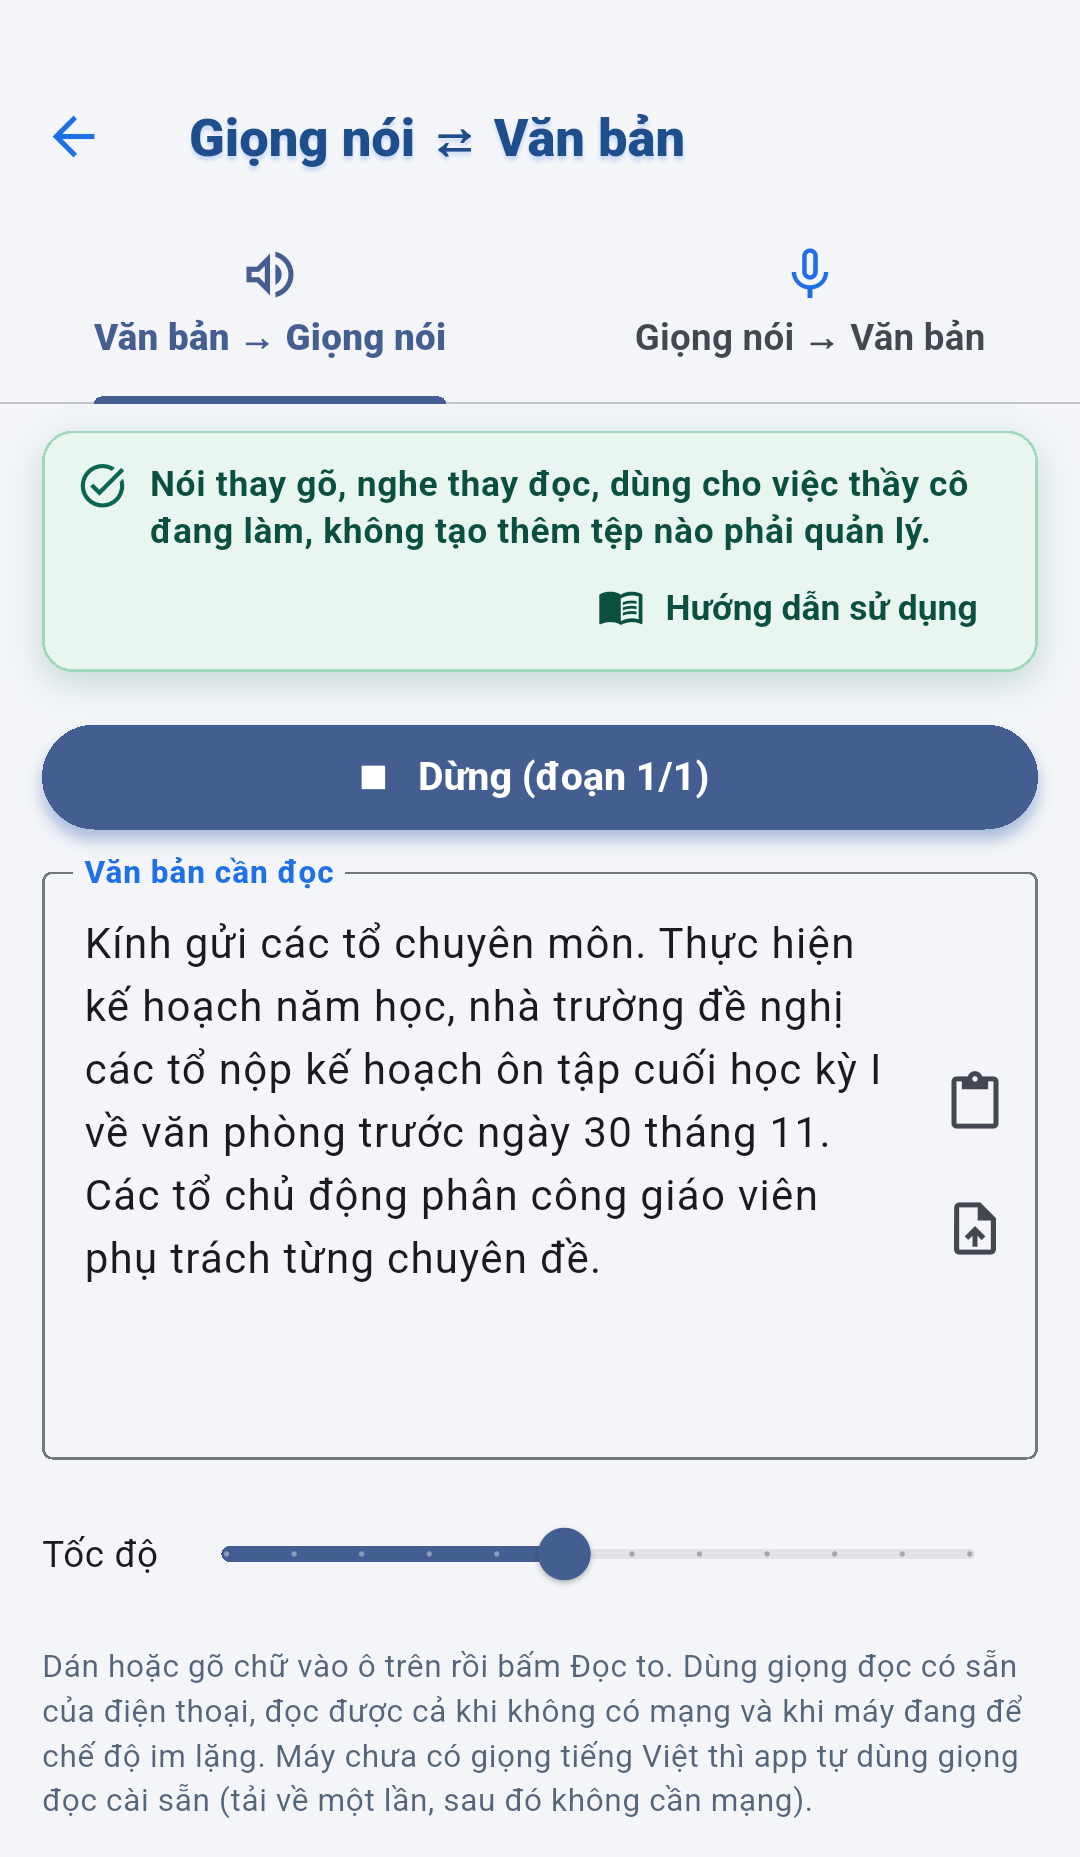 Giọng nói ⇄ Văn bản
Văn bản → Giọng nói
Giọng nói → Văn bản
Nói thay gõ, nghe thay đọc, dùng cho việc thầy cô
đang làm, không tạo thêm tệp nào phải quản lý.
Hướng dẫn sử dụng
Dừng (đoạn 1/1)
Văn bản cần đọc
Kính gửi các tổ chuyên môn. Thực hiện
kế hoạch năm học, nhà trường đề nghị
các tổ nộp kế hoạch ôn tập cuối học kỳ I
về văn phòng trước ngày 30 tháng 11.
Các tổ chủ động phân công giáo viên
phụ trách từng chuyên đề.
Tốc độ
Dán hoặc gõ chữ vào ô trên rồi bấm Đọc to. Dùng giọng đọc có sẵn
của điện thoại, đọc được cả khi không có mạng và khi máy đang để
chế độ im lặng. Máy chưa có giọng tiếng Việt thì app tự dùng giọng
đọc cài sẵn (tải về một lần, sau đó không cần mạng).